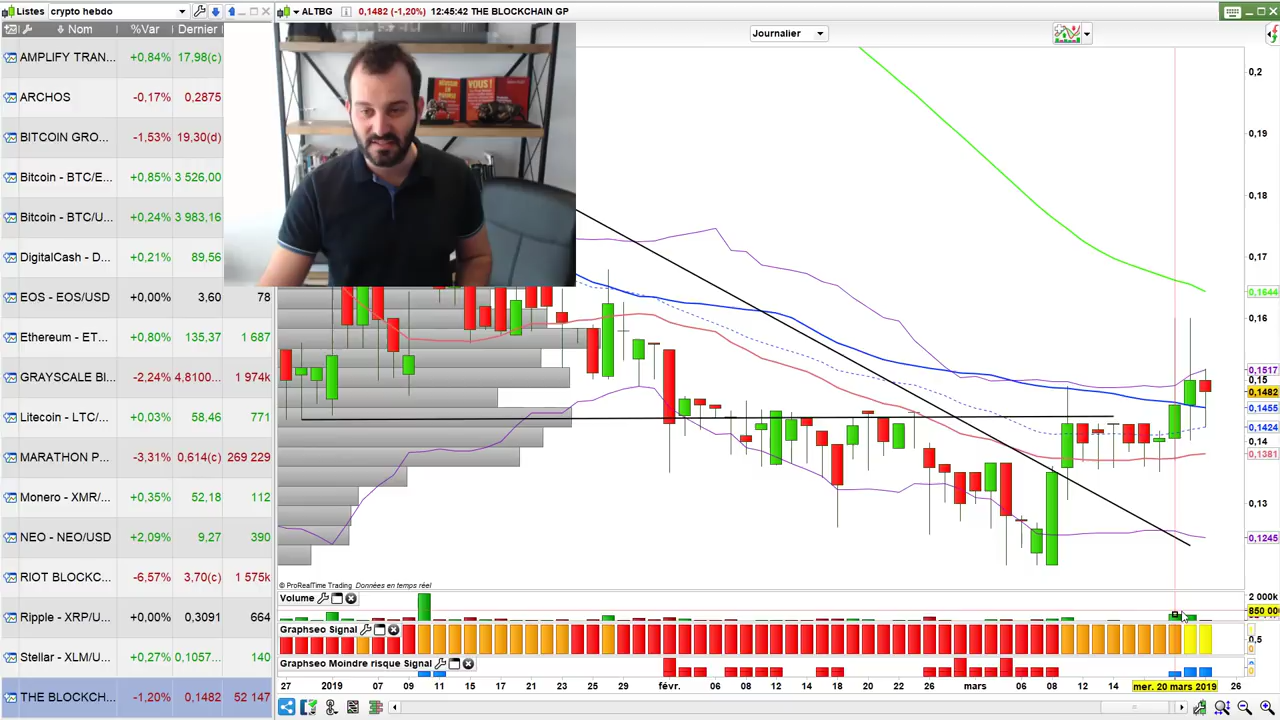 Listes crypto hebdo
ALTBG 0,1482 (-1,20%) 12:45:42 THE BLOCKCHAIN GP
Nom %Var Dernier
Journalier
AMPLIFY TRAN... +0,84% 17,98(c)
ARCHOS -0,17% 375
BITCOIN GRO... -1,53% 19.30(d)
Bitcoin - BTC/E... +0,85% 3 526,00
Bitcoin - BTC/U... +0,24% 3 983,16
DigitalCash - D... +0,21% 89,56
EOS - EOS/USD +0,00% 3,60 78
Ethereum - ET... +0,80% 135,37 1 687
GRAYSCALE BI... -2,24% 4,8100... 1 974k
Litecoin - LTC/... +0,03% 58,46 771
MARATHON P... -3,31% 0,614(c) 269 229
Monero - XMR/... +0,35% 52,18 112
NEO - NEO/USD +2,09% 9,27 390
RIOT BLOCKC... -6,57% 3,70(c) 1 575k
Ripple - XRP/U... +0,00% 0,3091 664
Stellar - XLM/U... +0,27% 0,1057... 140
THE BLOCKCH... -1,20% 0,1482 52 147
VOUS!
0,2
0,19
0,18
0,17
0,1644
0,16
0,1517
0,15
0,1482
0,1455
0,1424
0,14
0,1381
0,13
0,1245
© ProRealTime Trading Données en temps réel
Volume
2 000k
850 000
Graphseo Signal
0,5
0
Graphseo Moindre risque Signal
0
27 2019 07 09 11 15 17 21 23 25 29 févr. 06 08 12 14 18 20 22 26 mars 06 08 12 14 mer. 20 mars 2019 26